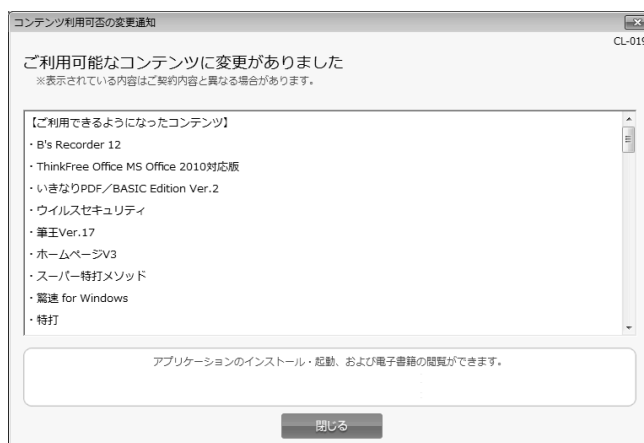 コンテンツ利用可否の変更通知
CL-019
ご利用可能なコンテンツに変更がありました
※表示されている内容はご契約内容と異なる場合があります。
【ご利用できるようになったコンテンツ】
・B's Recorder 12
・ThinkFree Office MS Office 2010対応版
・いきなりPDF／BASIC Edition Ver.2
・ウイルスセキュリティ
・筆王Ver.17
・ホームページV3
・スーパー特打メソッド
・驚速 for Windows
・特打
アプリケーションのインストール・起動、および電子書籍の閲覧ができます。
閉じる